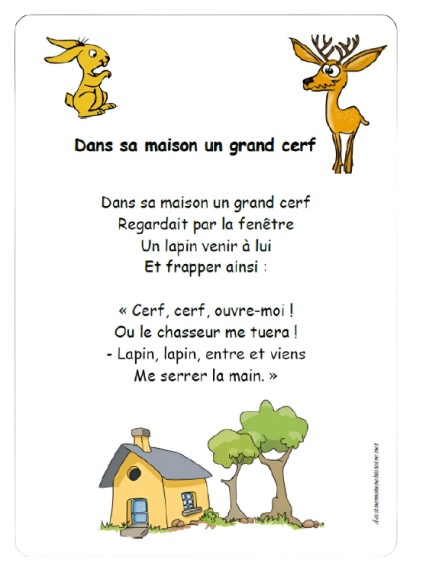 Dans sa maison un grand cerf
Dans sa maison un grand cerf
Regardait par la fenêtre
Un lapin venir à lui
Et frapper ainsi :
« Cerf, cerf, ouvre-moi !
Ou le chasseur me tuera !
- Lapin, lapin, entre et viens
Me serrer la main. »